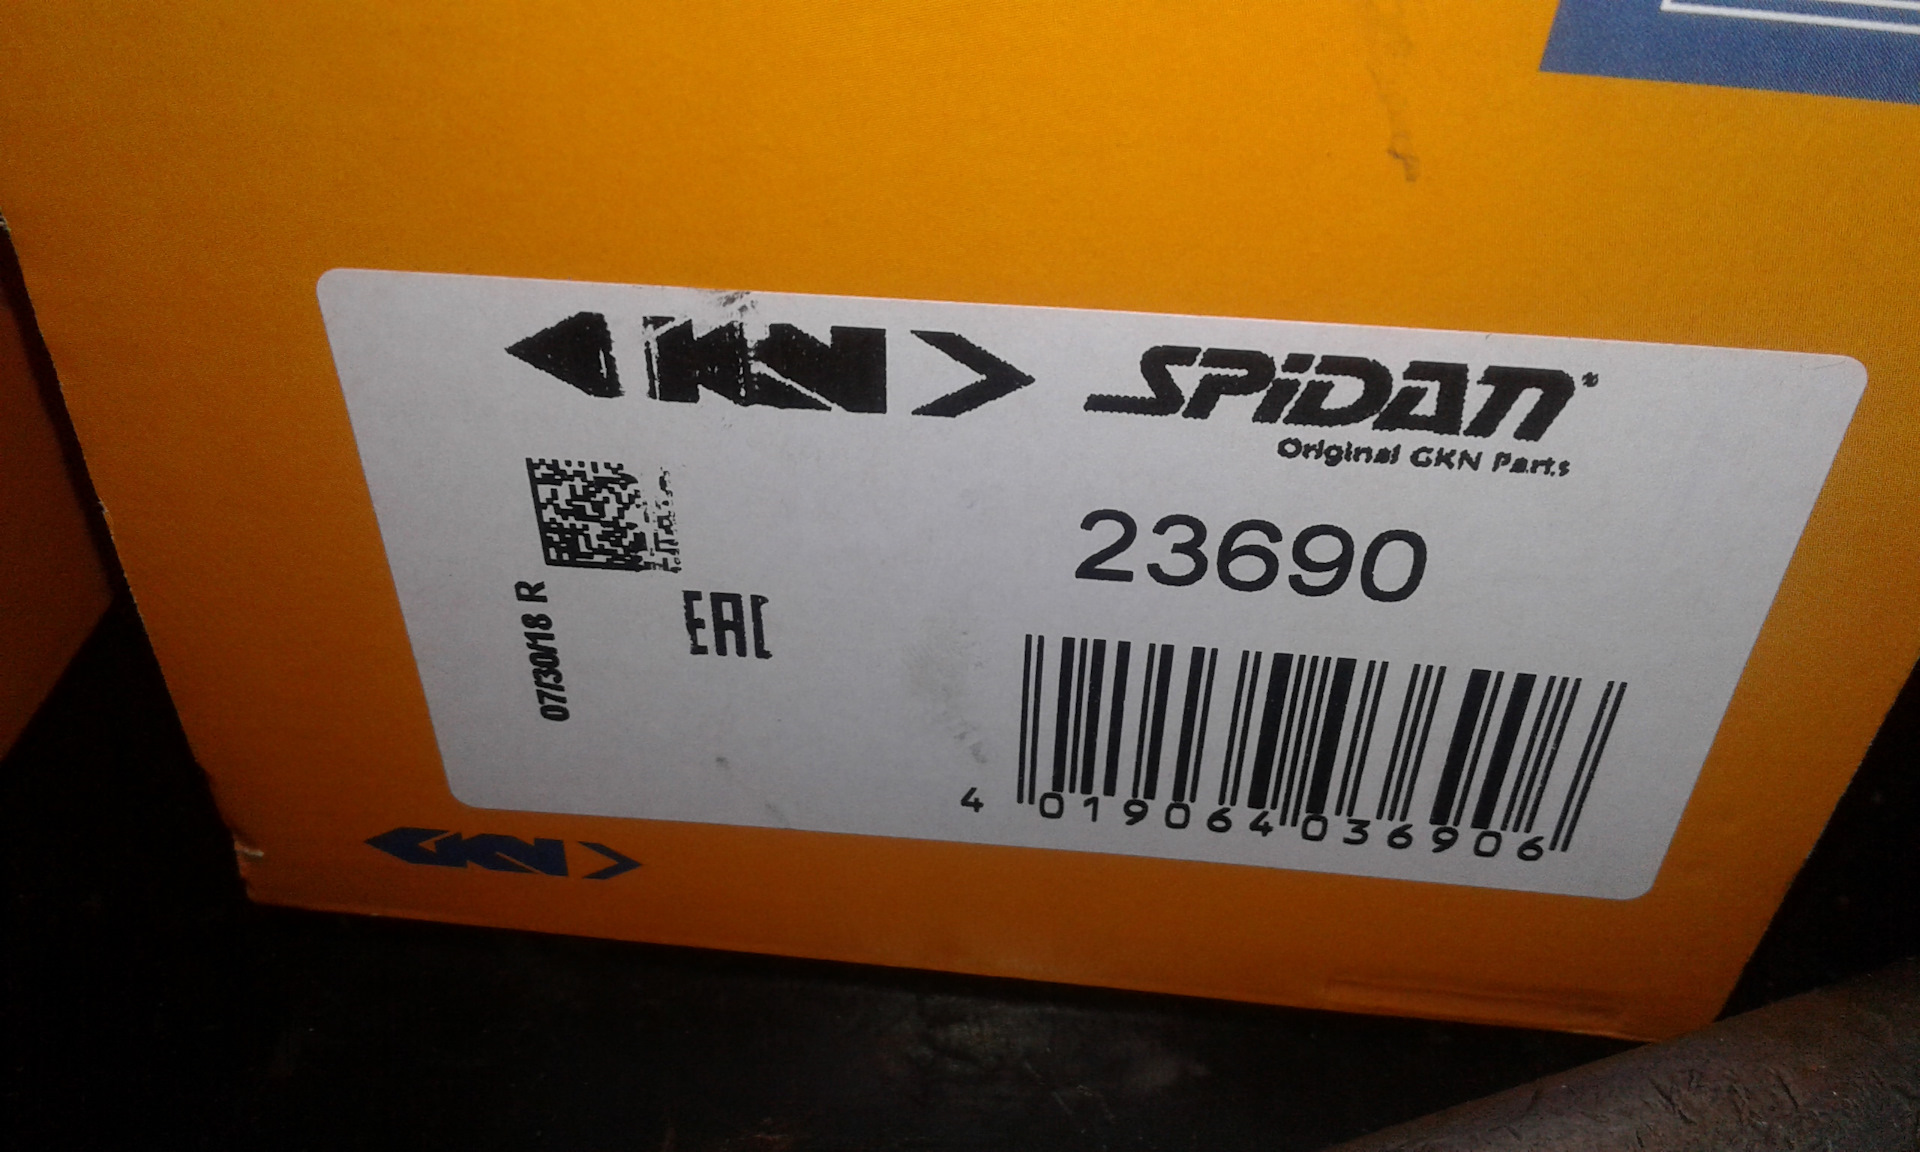 GKN SPiDAN®
Original GKN Parts
23690
07/30/18 R
EAC
4 019064 036906
GKN